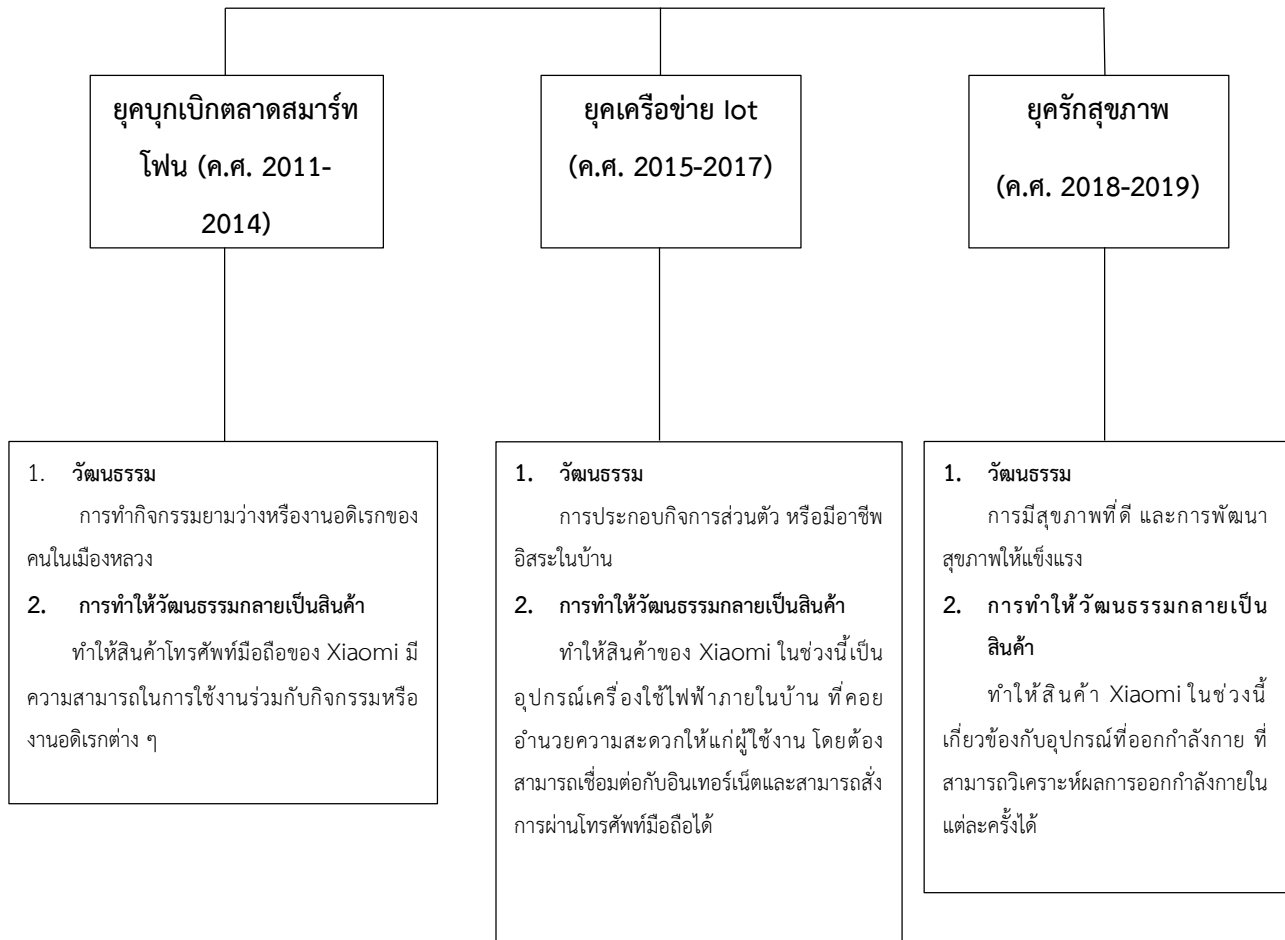 ยุคบุกเบิกตลาดสมาร์ท
โฟน (ค.ศ. 2011-
2014)
ยุคเครือข่าย Iot
(ค.ศ. 2015-2017)
ยุครักสุขภาพ
(ค.ศ. 2018-2019)
1. วัฒนธรรม
การทำกิจกรรมยามว่างหรืองานอดิเรกของ
คนในเมืองหลวง
2. การทำให้วัฒนธรรมกลายเป็นสินค้า
ทำให้สินค้าโทรศัพท์มือถือของ Xiaomi มี
ความสามารถในการใช้งานร่วมกับกิจกรรมหรือ
งานอดิเรกต่าง ๆ
1. วัฒนธรรม
การประกอบกิจการส่วนตัว หรือมีอาชีพ
อิสระในบ้าน
2. การทำให้วัฒนธรรมกลายเป็นสินค้า
ทำให้สินค้าของ Xiaomi ในช่วงนี้เป็น
อุปกรณ์เครื่องใช้ไฟฟ้าภายในบ้าน ที่คอย
อำนวยความสะดวกให้แก่ผู้ใช้งาน โดยต้อง
สามารถเชื่อมต่อกับอินเทอร์เน็ตและสามารถสั่ง
การผ่านโทรศัพท์มือถือได้
1. วัฒนธรรม
การมีสุขภาพที่ดี และการพัฒนา
สุขภาพให้แข็งแรง
2. การทำให้วัฒนธรรมกลายเป็น
สินค้า
ทำให้สินค้า Xiaomi ในช่วงนี้
เกี่ยวข้องกับอุปกรณ์ที่ออกกำลังกาย ที่
สามารถวิเคราะห์ผลการออกกำลังกายใน
แต่ละครั้งได้